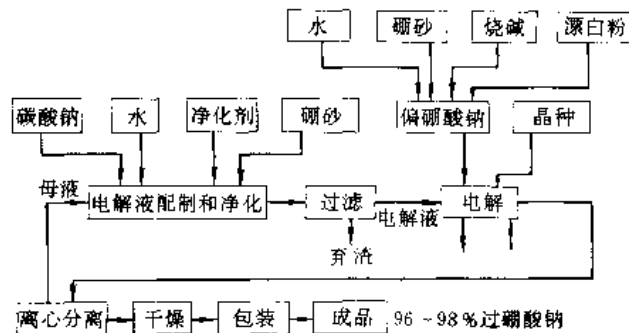 水 硼砂 烧碱 漂白粉
碳酸钠 水 净化剂 硼砂 偏硼酸钠 晶种
母液
电解液配制和净化 过滤 电解液 电解
弃渣
离心分离 干燥 包装 成品 96-98%过硼酸钠